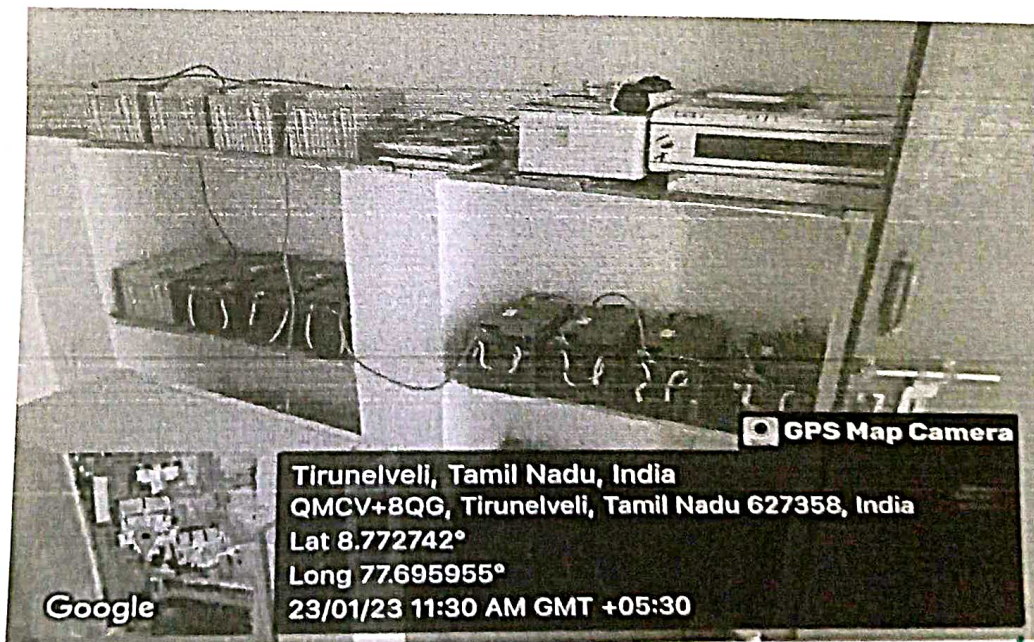 GPS Map Camera
Tirunelveli, Tamil Nadu, India
QMCV+8QG, Tirunelveli, Tamil Nadu 627358, India
Lat 8.772742°
Long 77.695955°
23/01/23 11:30 AM GMT +05:30
Google